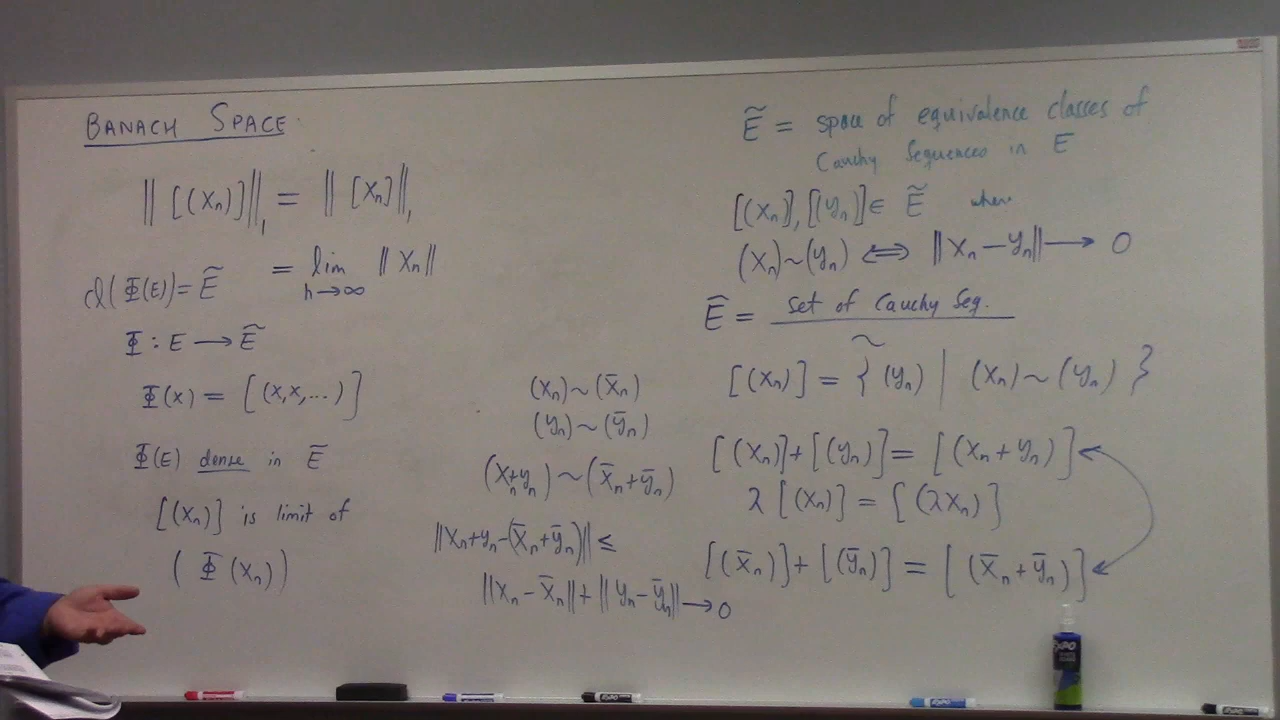 BANACH SPACE
‖[(xₙ)]‖₁ = ‖[xₙ]‖₁
= lim ‖xₙ‖
n→∞
cl(Φ(E)) = Ẽ
Φ : E → Ẽ
Φ(x) = [(x,x,...)]
Φ(E) dense in Ẽ
[(xₙ)] is limit of
(Φ(xₙ))
(xₙ) ~ (x̄ₙ)
(yₙ) ~ (ȳₙ)
(xₙ+yₙ) ~ (x̄ₙ+ȳₙ)
‖xₙ+yₙ-(x̄ₙ+ȳₙ)‖ ≤
‖xₙ-x̄ₙ‖+‖yₙ-ȳₙ‖ → 0
Ẽ = space of equivalence classes of
Cauchy Sequences in E
[(xₙ)], [(yₙ)] ∈ Ẽ where
(xₙ)~(yₙ) ⟺ ‖xₙ-yₙ‖ → 0
Ẽ = set of Cauchy Seq.
~
[(xₙ)] = { (yₙ) | (xₙ) ~ (yₙ) }
[(xₙ)]+[(yₙ)] = [(xₙ+yₙ)]
λ[(xₙ)] = [(λxₙ)]
[(x̄ₙ)]+[(ȳₙ)] = [(x̄ₙ+ȳₙ)]
EXPO